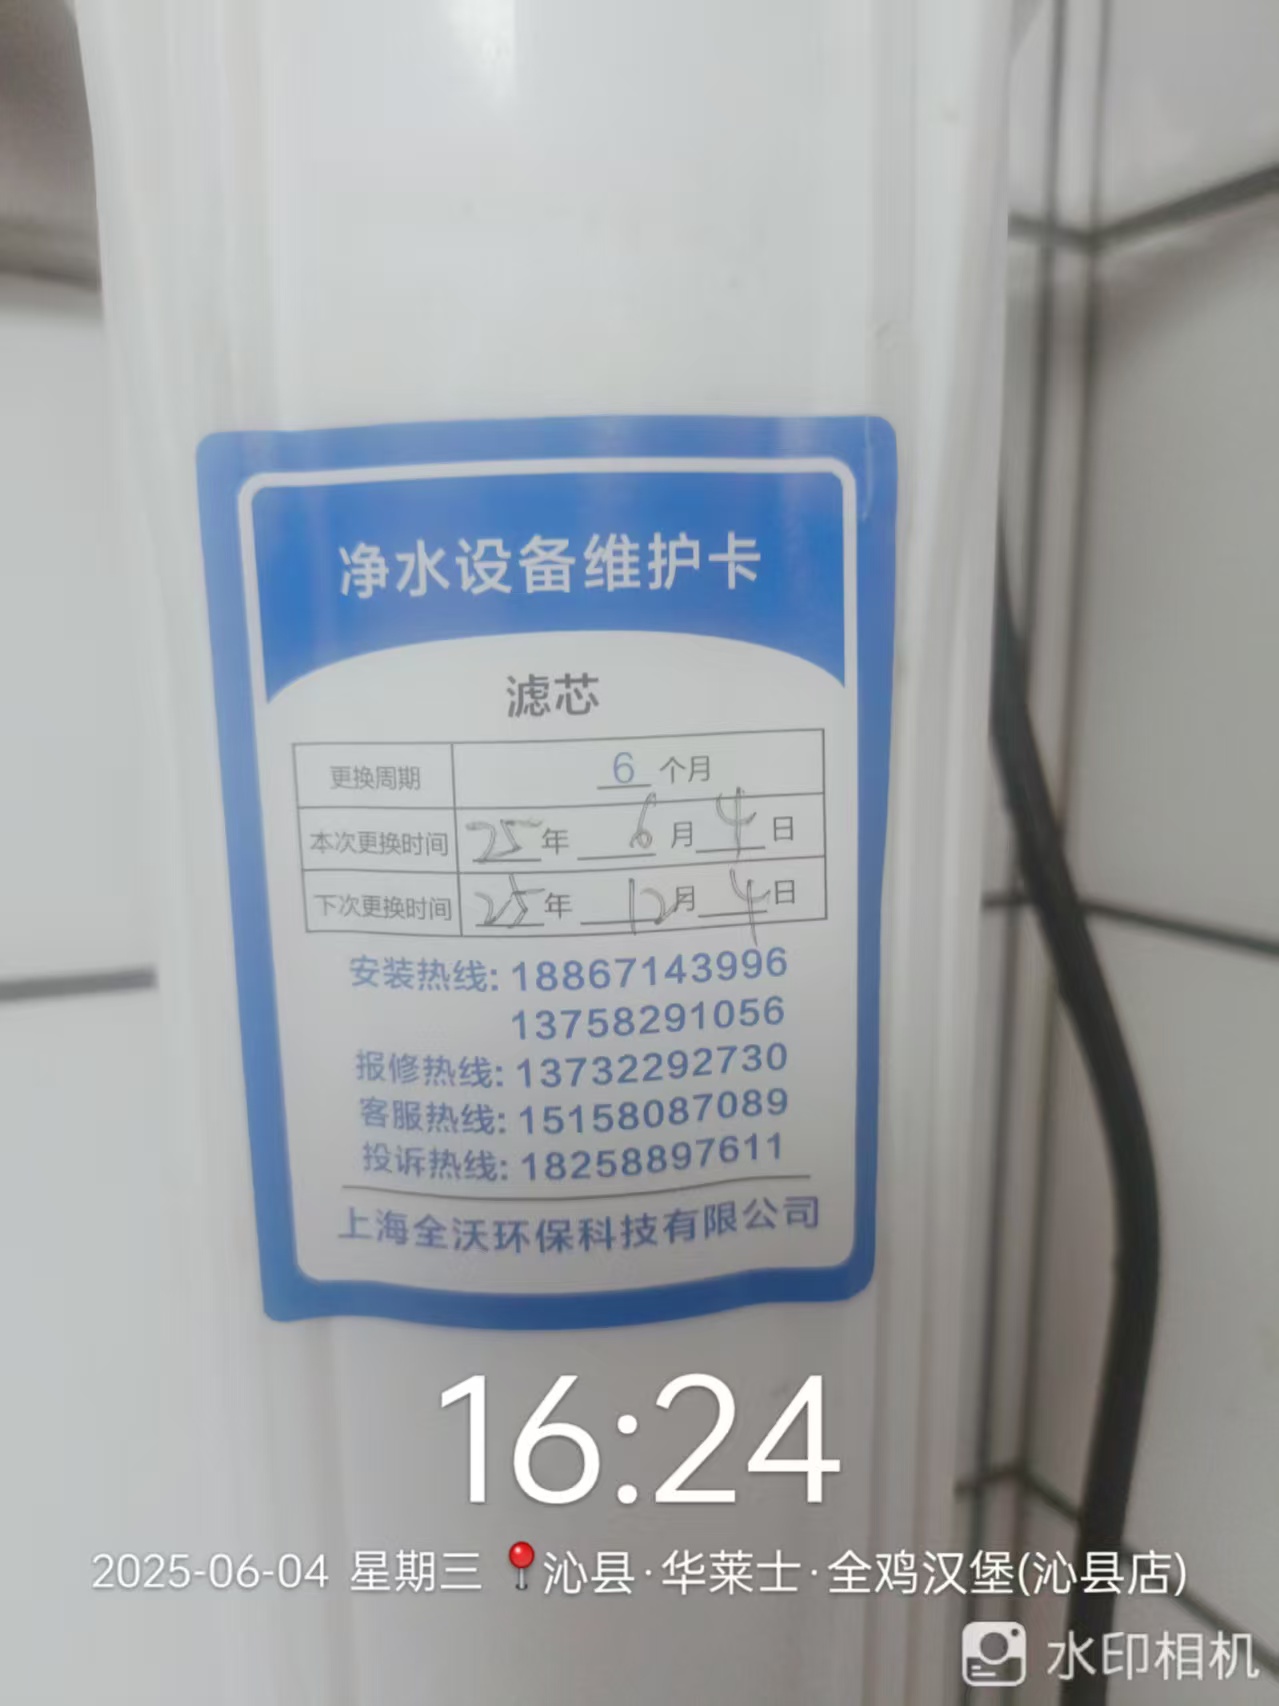 净水设备维护卡
滤芯
更换周期 6 个月
本次更换时间 25 年 6 月 4 日
下次更换时间 25 年 12 月 4 日
安装热线: 18867143996
13758291056
报修热线: 13732292730
客服热线: 15158087089
投诉热线: 18258897611
上海全沃环保科技有限公司
16:24
2025-06-04 星期三 沁县·华莱士·全鸡汉堡(沁县店)
水印相机